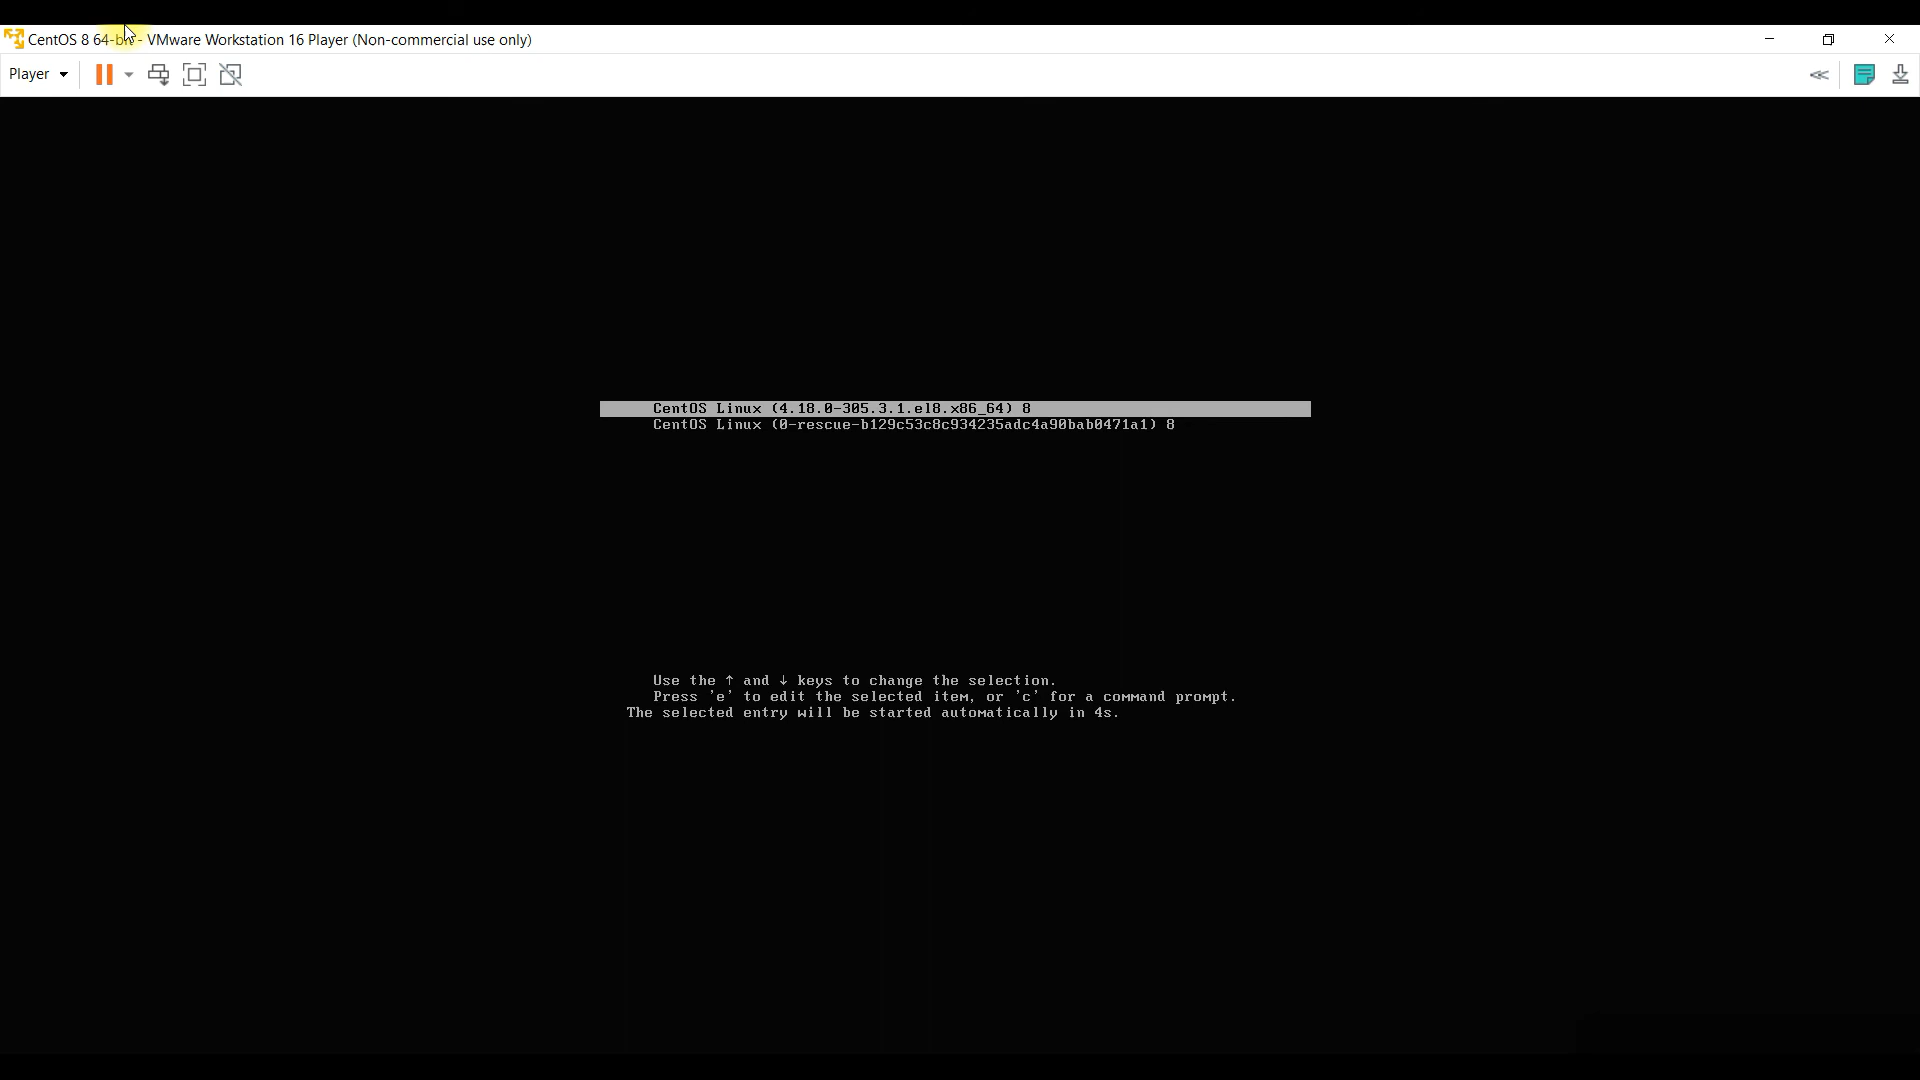 CentOS 8 64-bit - VMware Workstation 16 Player (Non-commercial use only)
Player
CentOS Linux (4.18.0-305.3.1.el8.x86_64) 8
CentOS Linux (0-rescue-b129c53c8c934235adc4a90bab0471a1) 8
Use the ↑ and ↓ keys to change the selection.
Press 'e' to edit the selected item, or 'c' for a command prompt.
The selected entry will be started automatically in 4s.